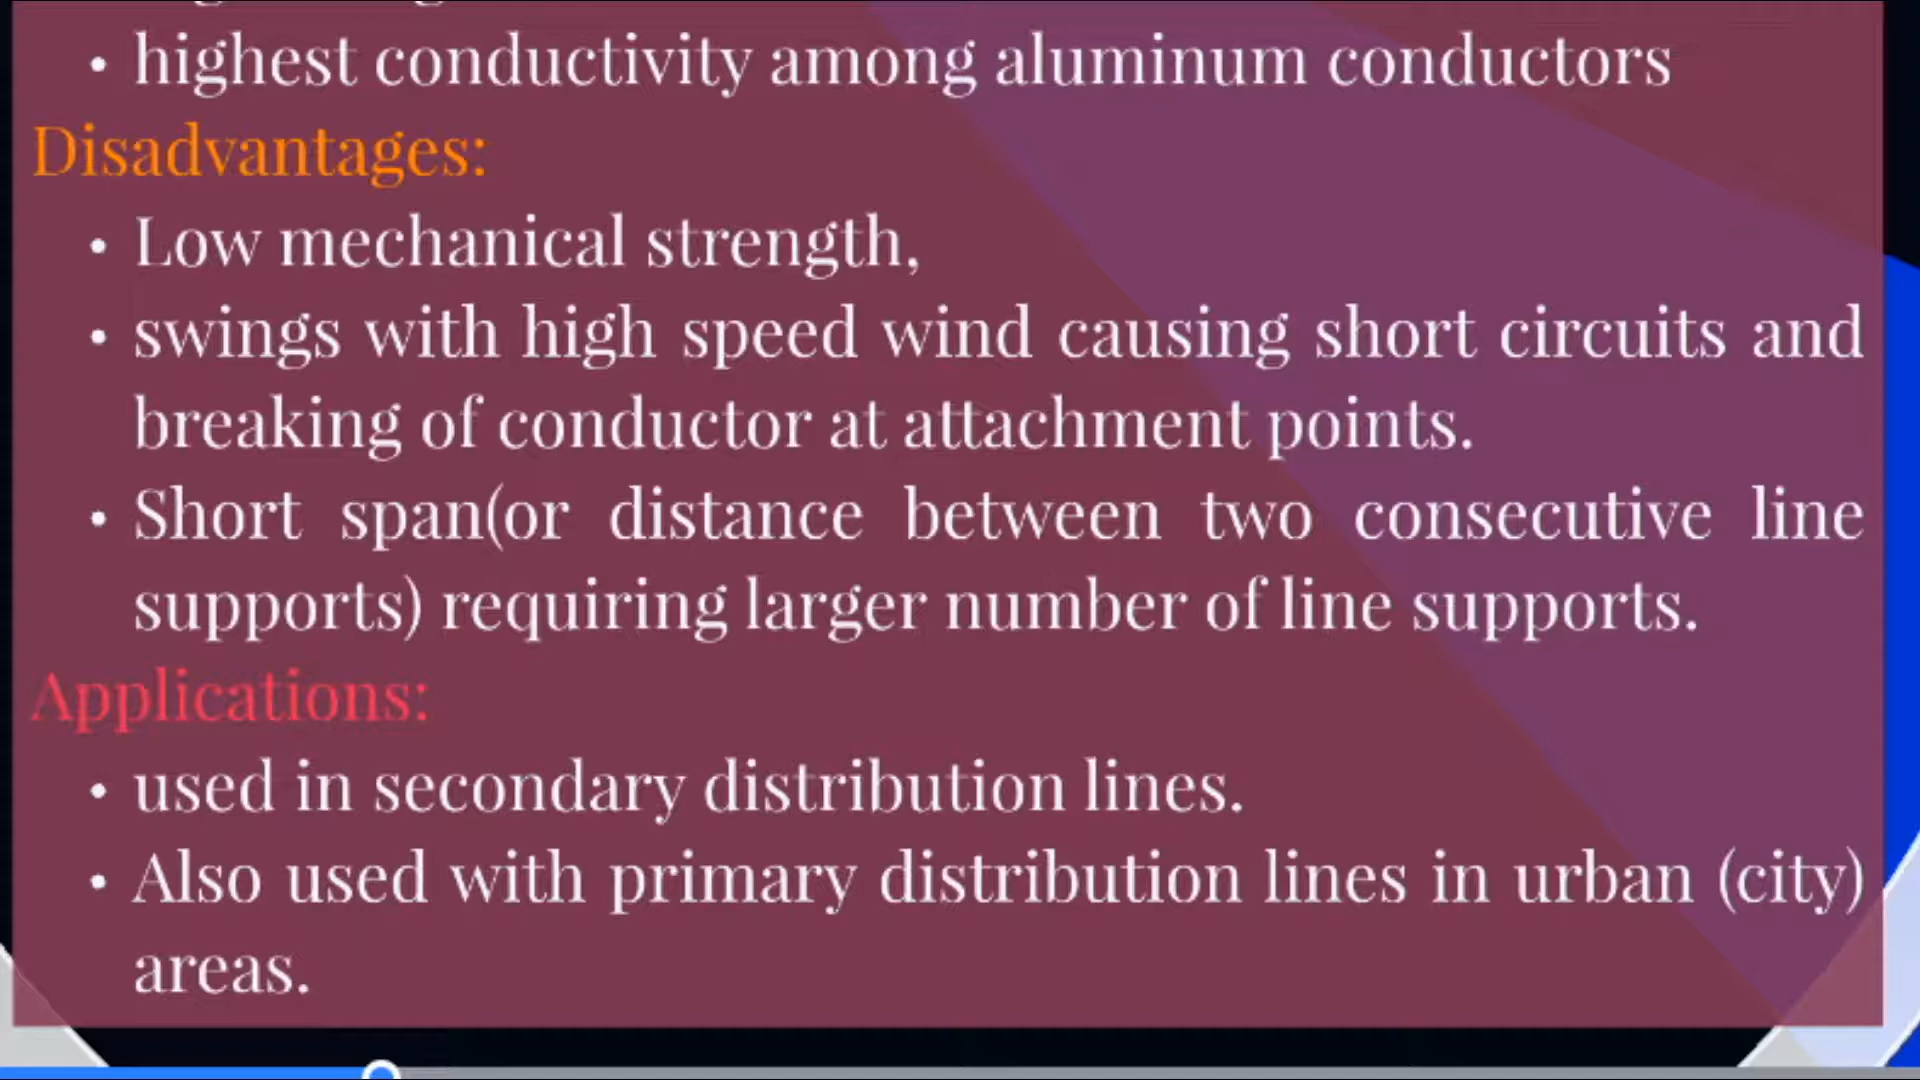 • highest conductivity among aluminum conductors
Disadvantages:
• Low mechanical strength,
• swings with high speed wind causing short circuits and
breaking of conductor at attachment points.
• Short span(or distance between two consecutive line
supports) requiring larger number of line supports.
Applications:
• used in secondary distribution lines.
• Also used with primary distribution lines in urban (city)
areas.